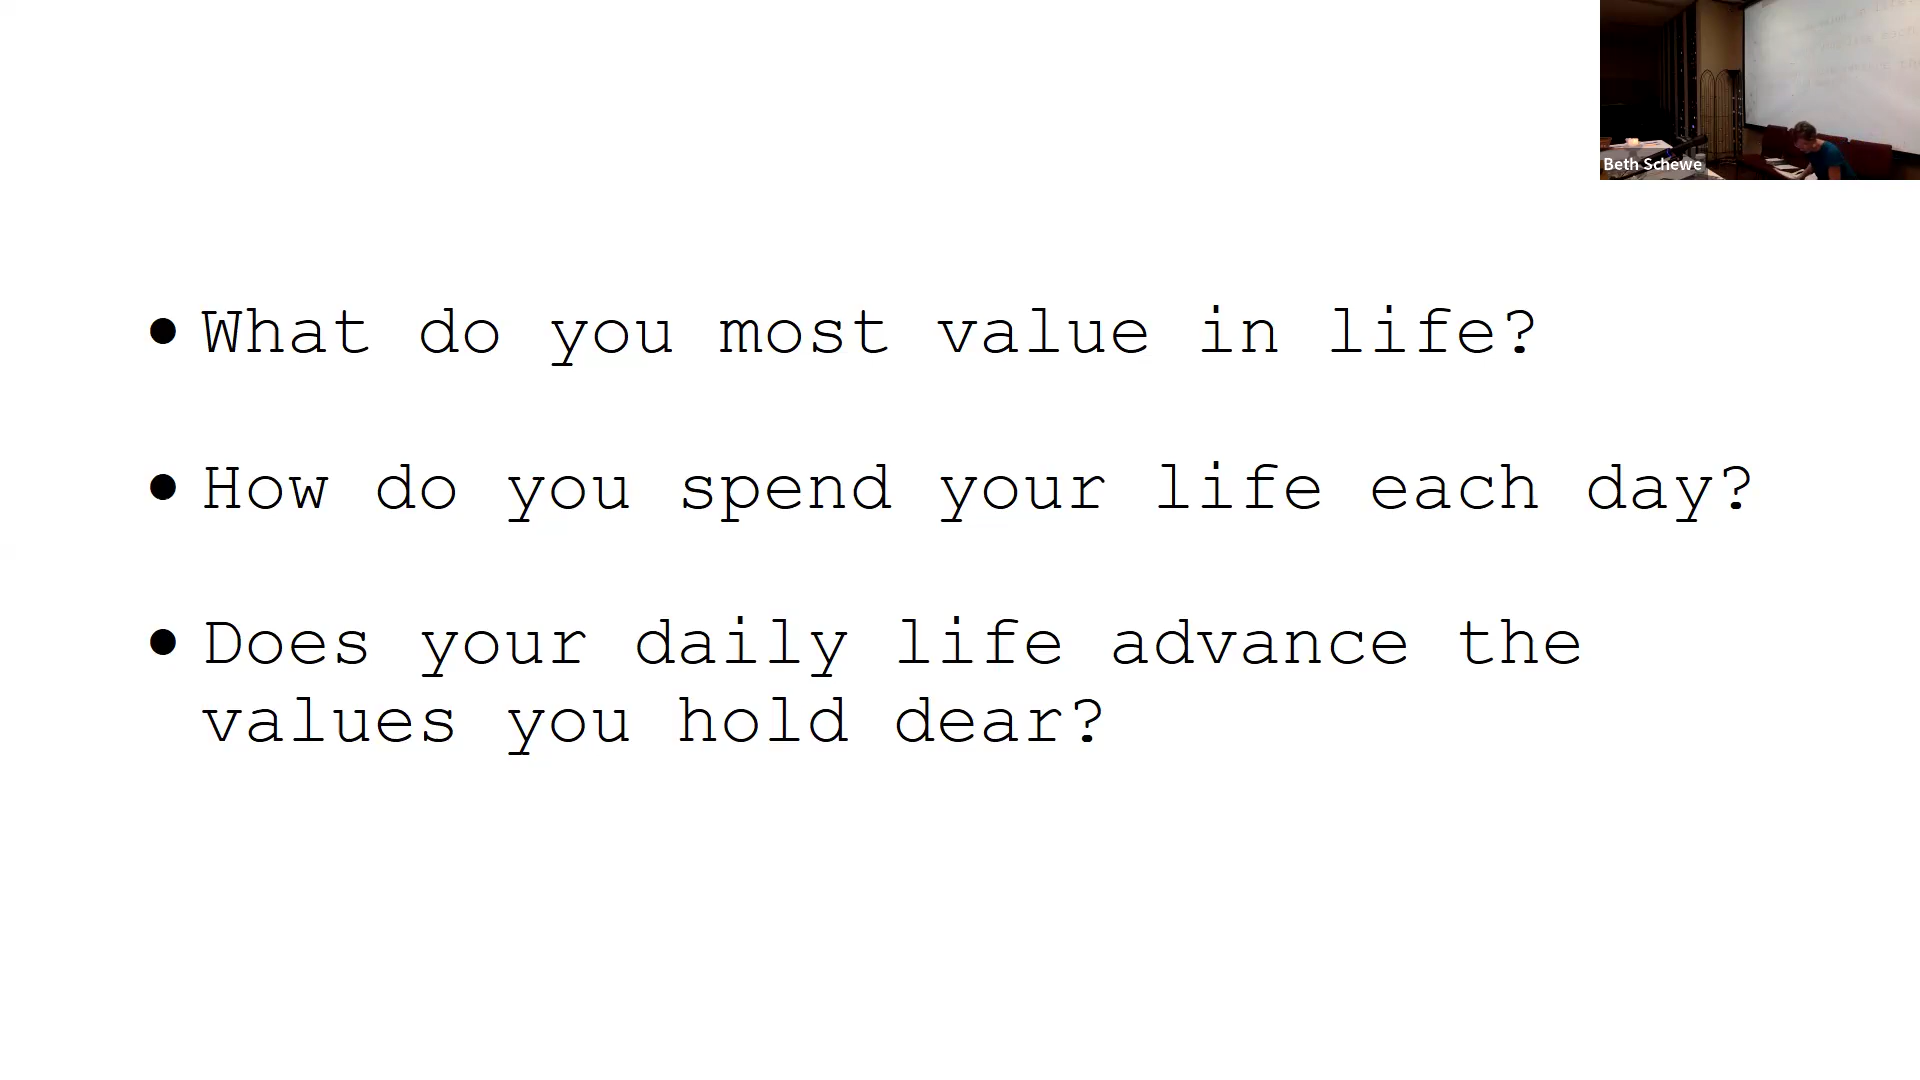 Beth Schewe
• What do you most value in life?
• How do you spend your life each day?
• Does your daily life advance the
values you hold dear?